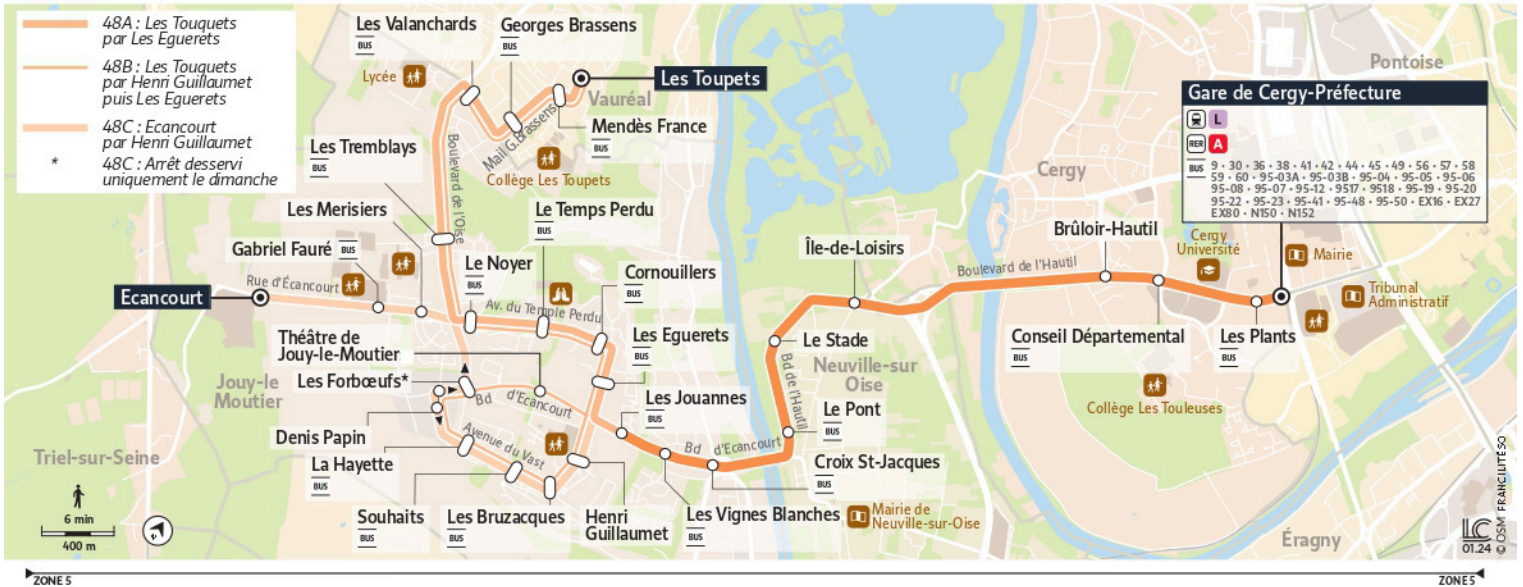 48A : Les Touquets
par Les Eguerets
48B : Les Touquets
par Henri Guillaumet
puis Les Eguerets
48C : Ecancourt
par Henri Guillaumet
* 48C : Arrêt desservi
uniquement le dimanche
Les Valanchards
BUS
Georges Brassens
BUS
Lycée
Les Toupets
Vauréal
Mail G.Brassens
Mendès France
BUS
Collège Les Toupets
Les Tremblays
BUS
Boulevard de l'Oise
Les Merisiers
Gabriel Fauré
BUS
Le Temps Perdu
BUS
Rue d'Écancourt
Ecancourt
Le Noyer
BUS
Av. du Temple Perdu
Cornouillers
BUS
Théâtre de
Jouy-le-Moutier
Les Forbœufs*
Bd d'Ecancourt
Les Eguerets
BUS
Jouy-le
Moutier
Denis Papin
Avenue du Vast
La Hayette
BUS
Souhaits
BUS
Les Bruzacques
BUS
Henri
Guillaumet
BUS
Les Jouannes
BUS
Bd d'Ecancourt
Les Vignes Blanches
BUS
Croix St-Jacques
BUS
Mairie de
Neuville-sur-Oise
Le Pont
BUS
Bd de l'Hautil
Le Stade
Neuville-sur
Oise
Île-de-Loisirs
Boulevard de l'Hautil
Brûloir-Hautil
Cergy
Conseil Départemental
BUS
Les Plants
BUS
Cergy
Université
Mairie
Tribunal
Administratif
Collège Les Touleuses
Pontoise
Gare de Cergy-Préfecture
L
RER A
BUS 9 • 30 • 36 • 38 • 41 • 42 • 44 • 45 • 49 • 56 • 57 • 58
59 • 60 • 95-03A • 95-03B • 95-04 • 95-05 • 95-06
95-08 • 95-07 • 95-12 • 9517 • 9518 • 95-19 • 95-20
95-22 • 95-23 • 95-41 • 95-48 • 95-50 • EX16 • EX27
EX80 • N150 • N152
Triel-sur-Seine
6 min
400 m
Éragny
LC
01.24
© OSM FRANCILITÉ SO
ZONE 5
ZONE 5